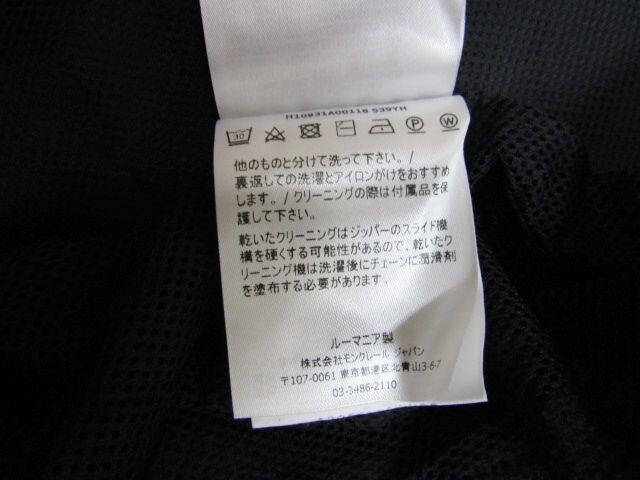 H10931A00118 539YH
30 P W
他のものと分けて洗って下さい。/
裏返しての洗濯とアイロンがけをおすすめ
します。/ クリーニングの際は付属品を保
護して下さい。
乾いたクリーニングはジッパーのスライド機
構を硬くする可能性があるので、乾いたク
リーニング機は洗濯後にチェーンに潤滑剤
を塗布する必要があります。
ルーマニア製
株式会社モンクレール ジャパン
〒107-0061 東京都港区北青山3-6-7
03-3486-2110